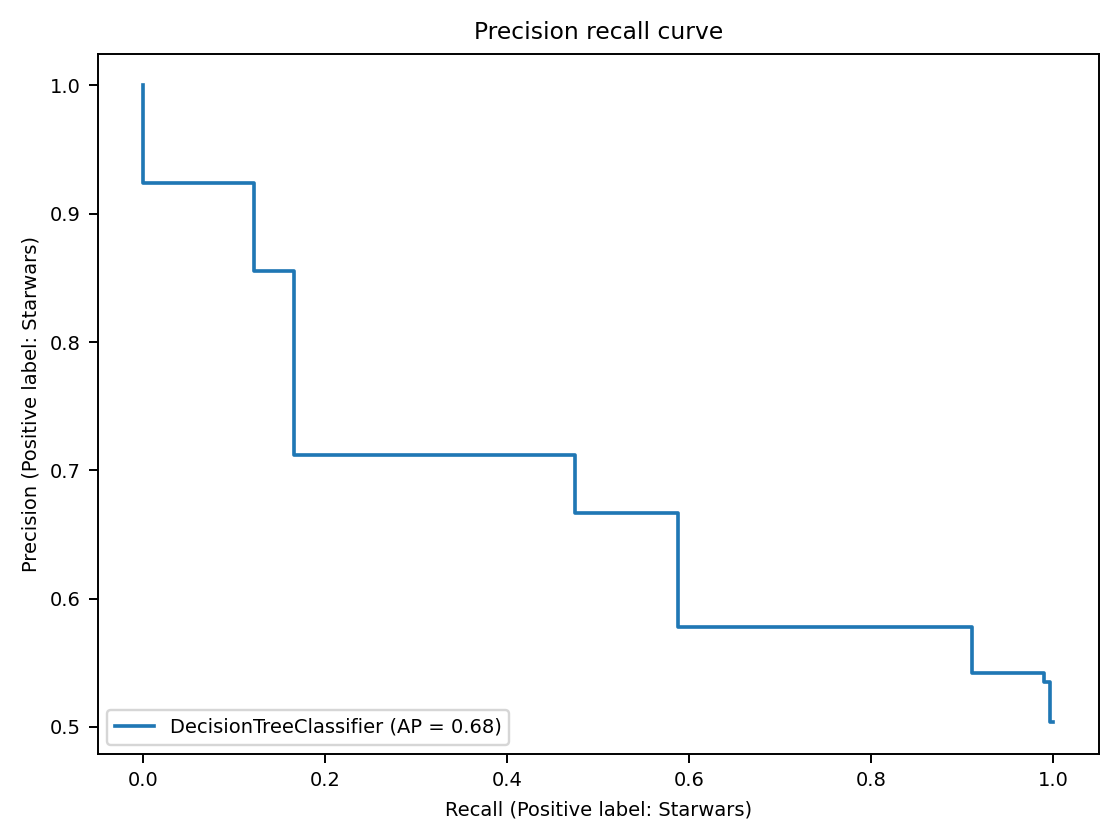 Precision recall curve
1.0
0.9
0.8
0.7
0.6
0.5
Precision (Positive label: Starwars)
DecisionTreeClassifier (AP = 0.68)
0.0 0.2 0.4 0.6 0.8 1.0
Recall (Positive label: Starwars)